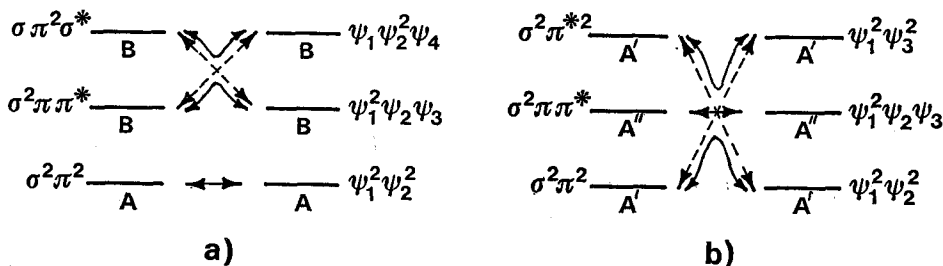 σπ²σ* B B ψ₁ψ₂²ψ₄
σ²ππ* B B ψ₁²ψ₂ψ₃
σ²π² A A ψ₁²ψ₂²
a)
σ²π*² A′ A′ ψ₁²ψ₃²
σ²ππ* A″ A″ ψ₁²ψ₂ψ₃
σ²π² A′ A′ ψ₁²ψ₂²
b)